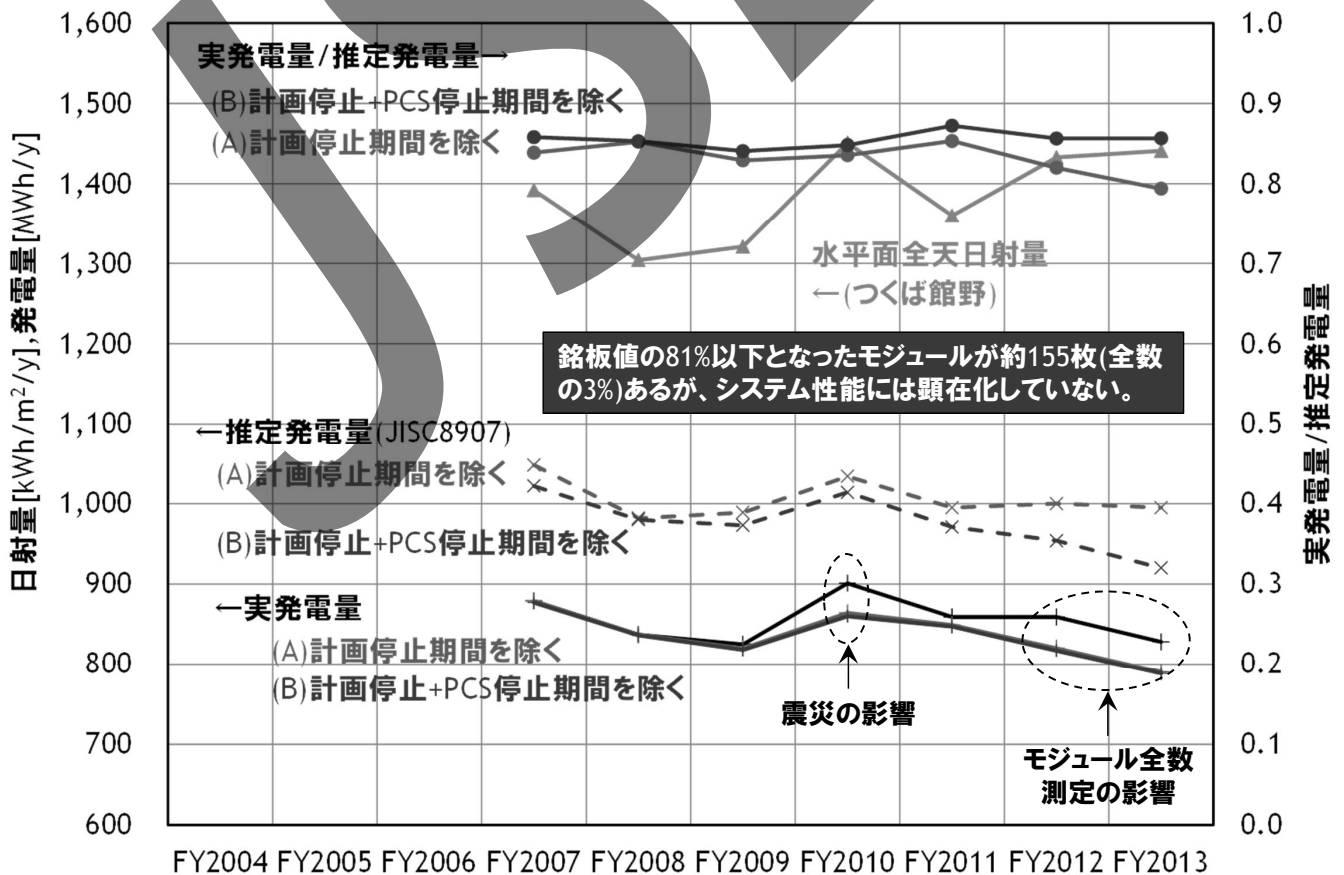 1,600
1,500
1,400
1,300
1,200
1,100
1,000
900
800
700
600
日射量[kWh/m²/y],発電量[MWh/y]
実発電量/推定発電量→
(B)計画停止+PCS停止期間を除く
(A)計画停止期間を除く
水平面全天日射量
←(つくば館野)
銘板値の81%以下となったモジュールが約155枚(全数
の3%)あるが、システム性能には顕在化していない。
←推定発電量(JISC8907)
(A)計画停止期間を除く
(B)計画停止+PCS停止期間を除く
←実発電量
(A)計画停止期間を除く
(B)計画停止+PCS停止期間を除く
震災の影響
モジュール全数
測定の影響
1.0
0.9
0.8
0.7
0.6
0.5
0.4
0.3
0.2
0.1
0.0
実発電量/推定発電量
FY2004 FY2005 FY2006 FY2007 FY2008 FY2009 FY2010 FY2011 FY2012 FY2013